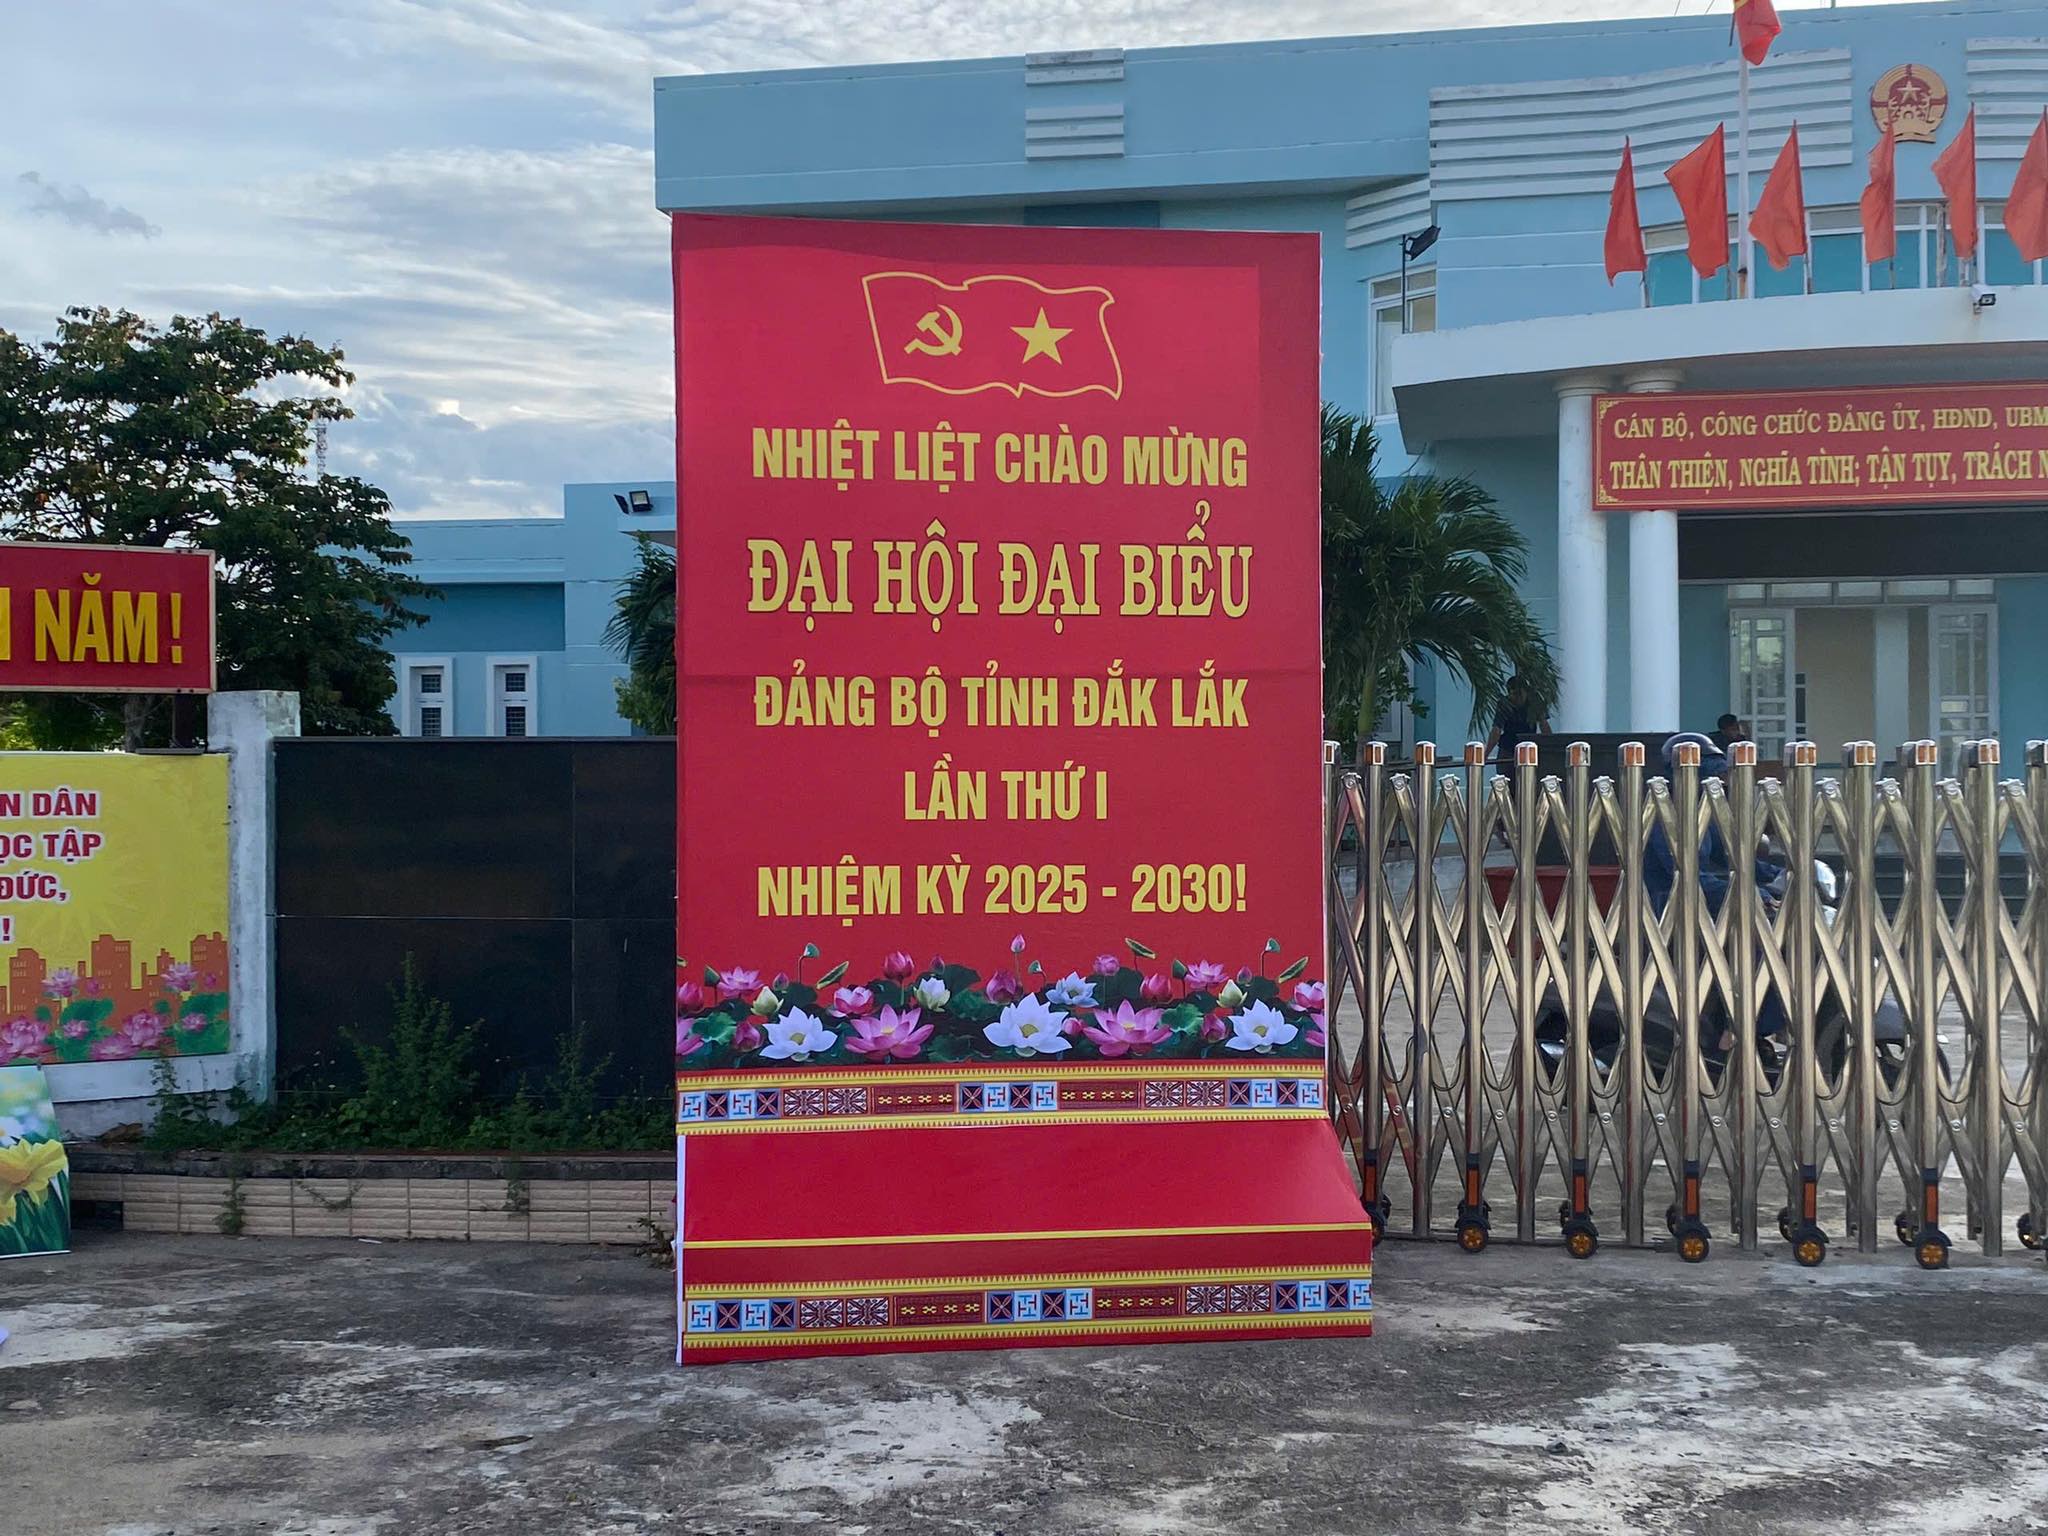 NHIỆT LIỆT CHÀO MỪNG
ĐẠI HỘI ĐẠI BIỂU
ĐẢNG BỘ TỈNH ĐẮK LẮK
LẦN THỨ I
NHIỆM KỲ 2025 - 2030!
CÁN BỘ, CÔNG CHỨC ĐẢNG ỦY, HĐND, UBM
THÂN THIỆN, NGHĨA TÌNH; TẬN TỤY, TRÁCH N
NĂM!
N DÂN
ỌC TẬP
ĐỨC,
!